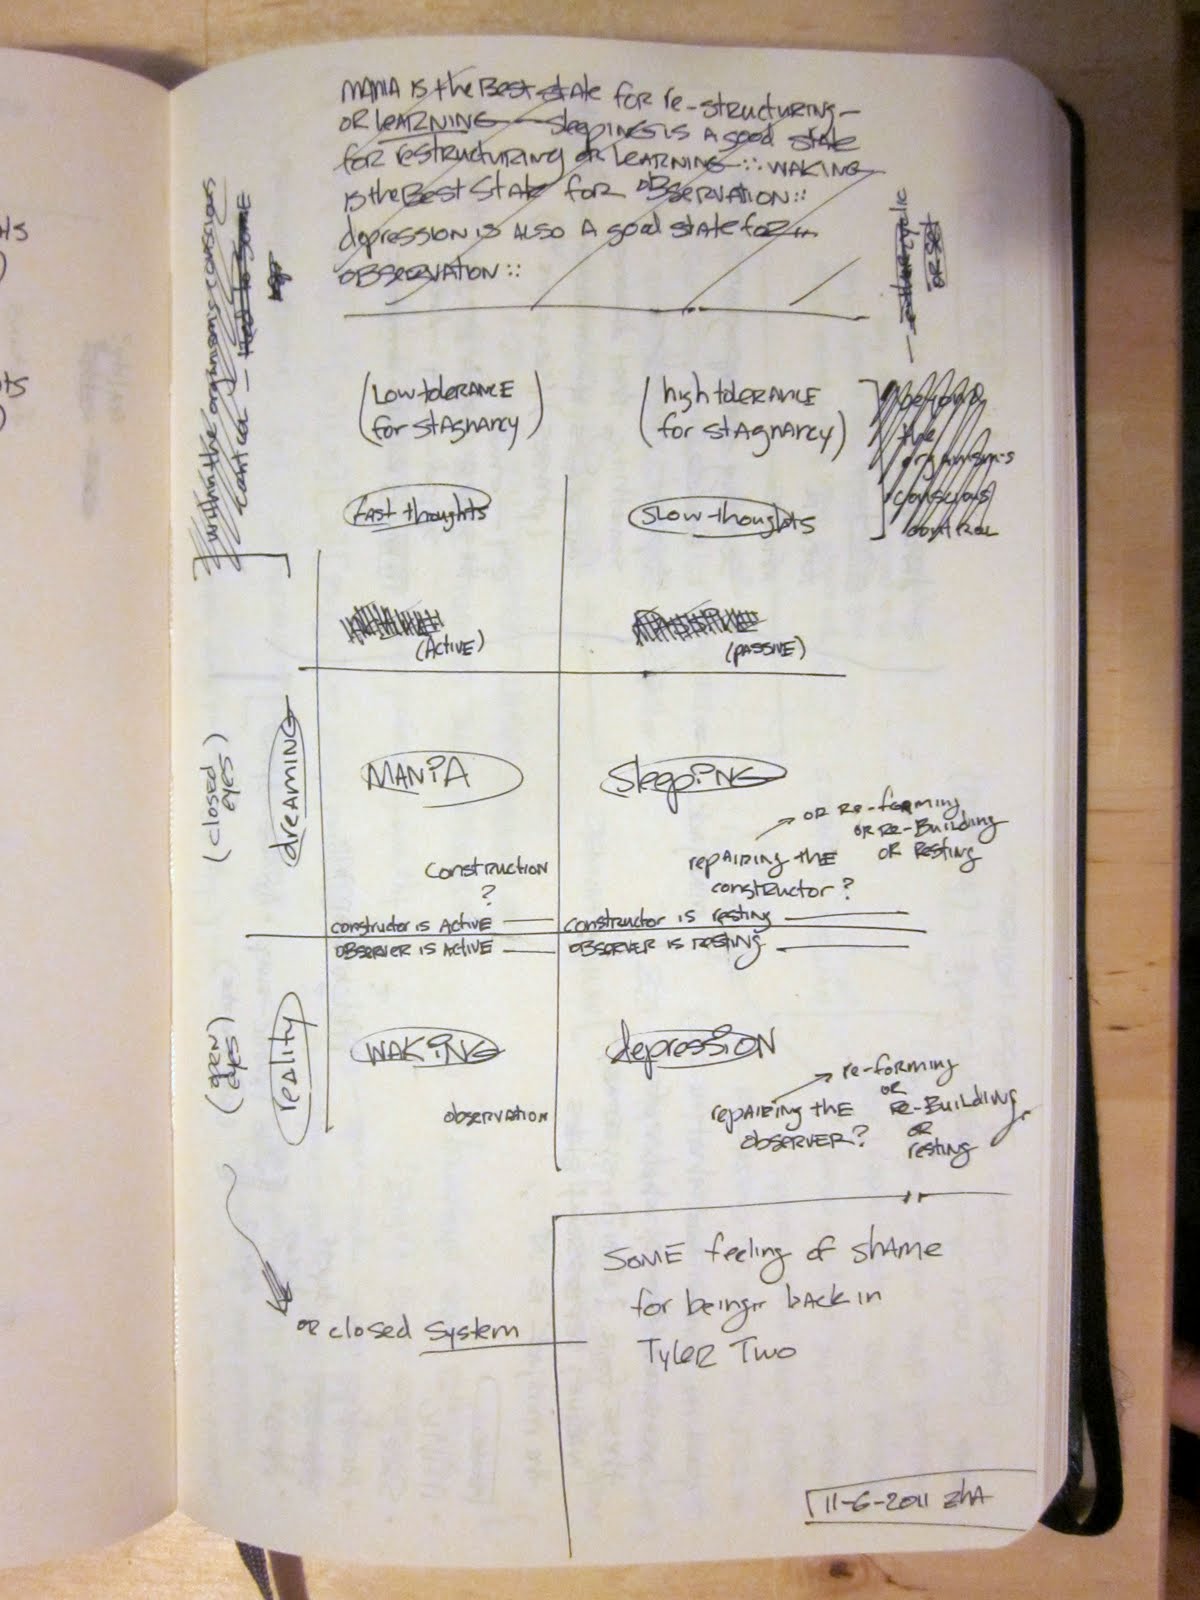 MANIA is the Best state for re-structuring —
OR LEARNING — sleeping is a good state
for restructuring or LEARNING :: WAKING
is the Best State for OBSERVATION ::
depression is ALSO A good state for
OBSERVATION ::
within the organisms conscious
control —
OR SET
(Low tolerance
for stAgnancy)
(high tolerance
for stAgnancy)
beyond
the
organism's
conscious
control
fast thoughts
Slow thoughts
(Active)
(PASSIVE)
(closed
eyes)
dreaming
MANiA
Sleeping
construction
?
repairing the
constructor?
OR Re-forming
OR Re-Building
OR Resting
constructor is Active
constructor is resting
OBServer is Active
OBSERVER is resting
(open
eyes)
reality
WAKiNG
depressioN
observation
repairing the
observer?
re-forming
OR
Re-Building
OR
resting
OR closed System
SOME feeling of shAme
for being back in
Tyler Two
11-6-2011 zhA